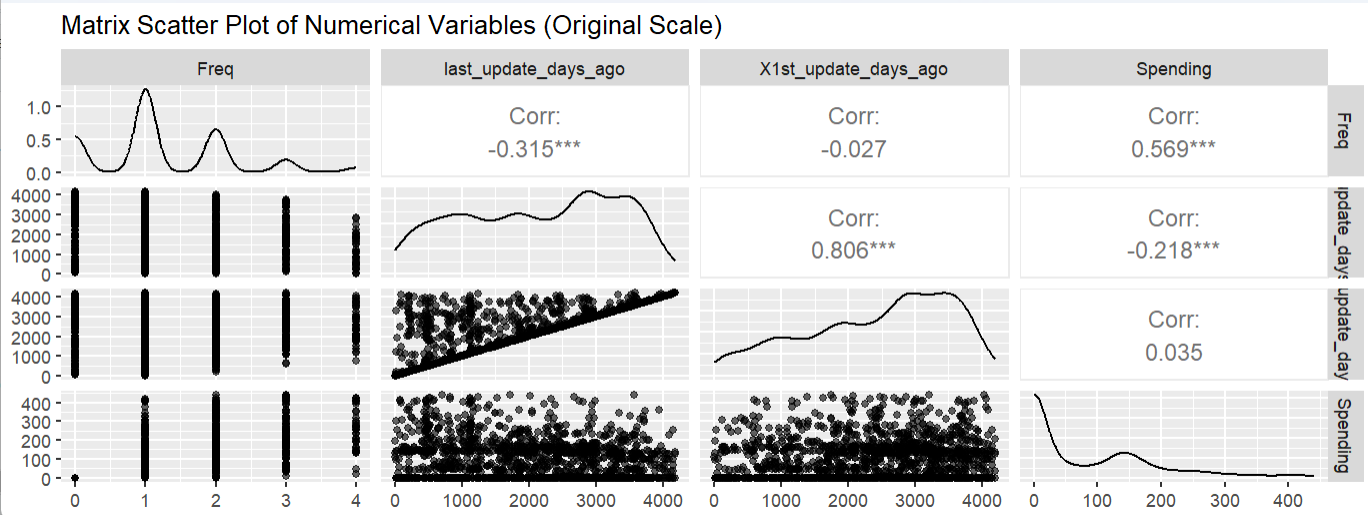 Matrix Scatter Plot of Numerical Variables (Original Scale)
Freq last_update_days_ago X1st_update_days_ago Spending
1.0
0.5
0.0
Corr:
-0.315***
Corr:
-0.027
Corr:
0.569***
Freq
4000
3000
2000
1000
0
Corr:
0.806***
Corr:
-0.218***
pdate_days
4000
3000
2000
1000
0
Corr:
0.035
update_day
400
300
200
100
0
Spending
0 1 2 3 4
0 1000 2000 3000 4000
0 1000 2000 3000 4000
0 100 200 300 400